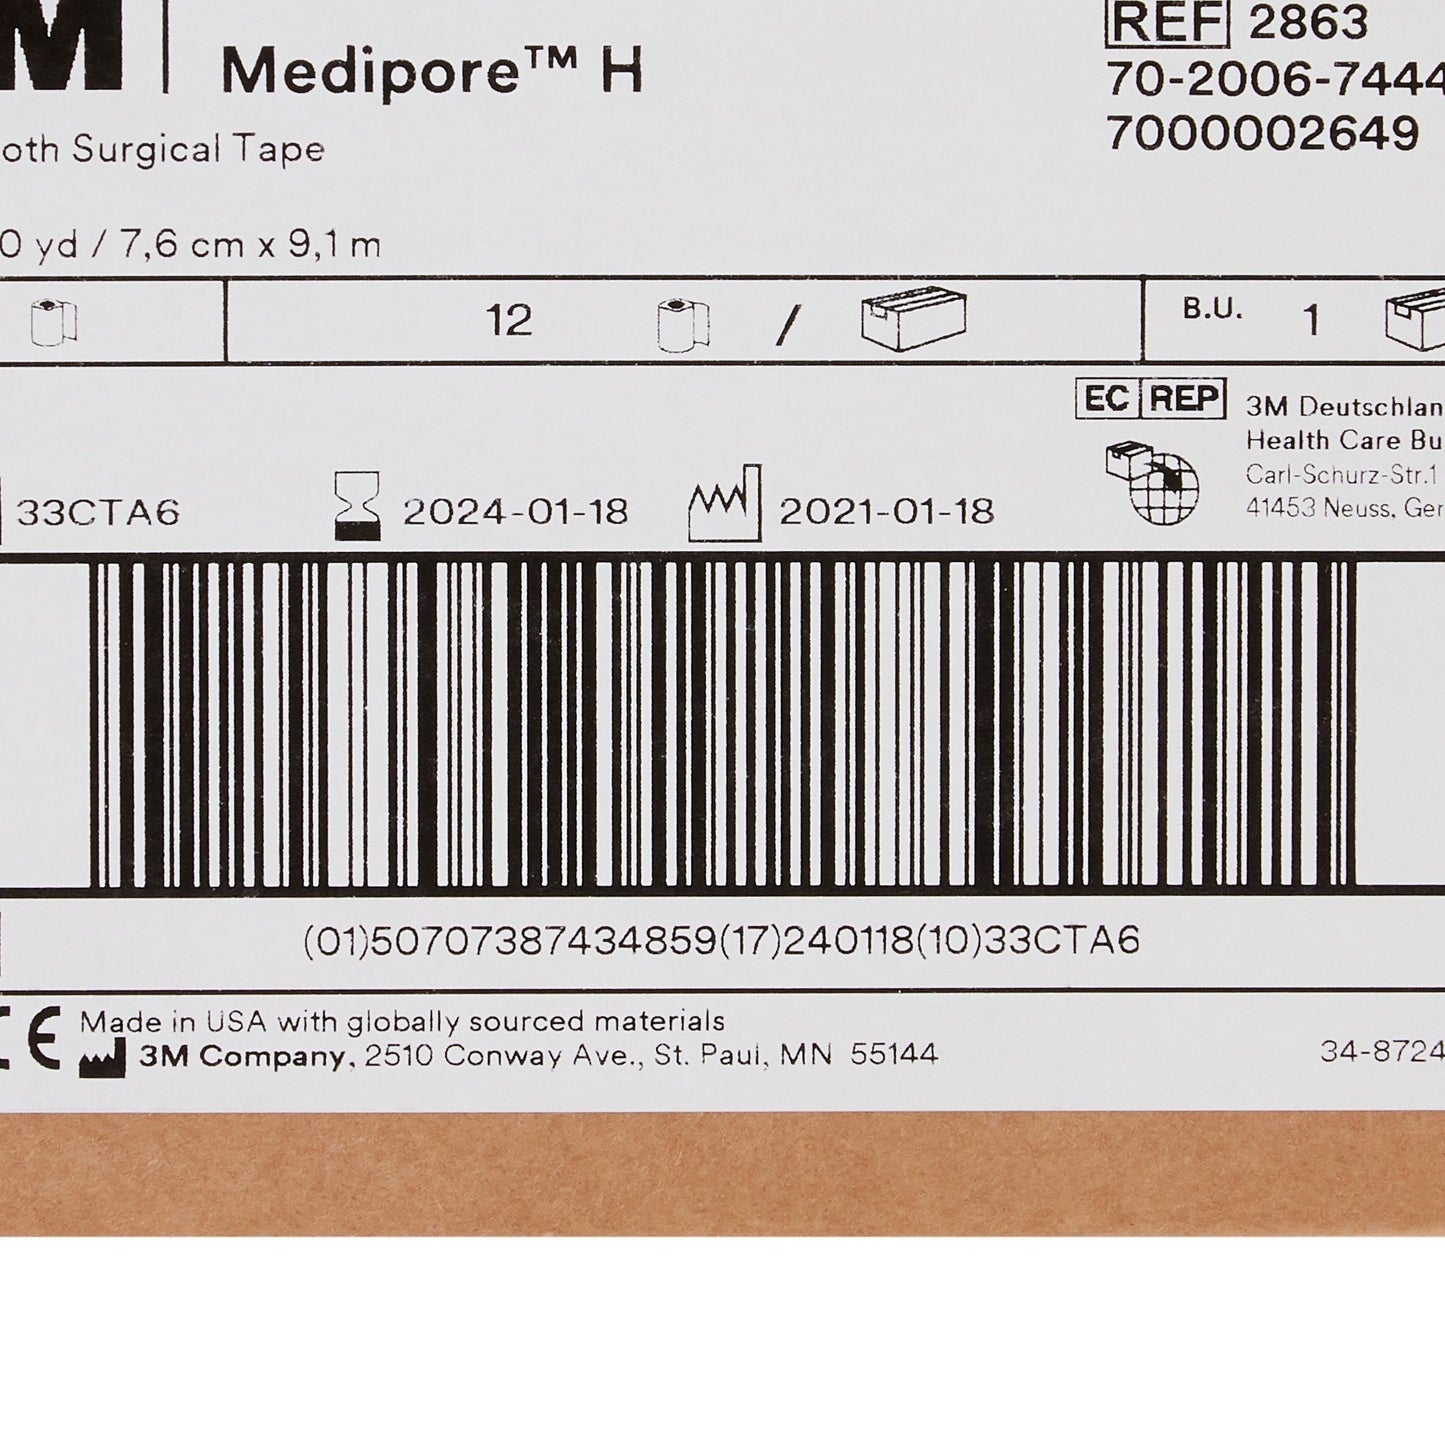 M Medipore™ H
REF 2863
70-2006-7444
7000002649
oth Surgical Tape
0 yd / 7,6 cm x 9,1 m
12 /
B.U. 1
EC REP
3M Deutschlan
Health Care Bu
Carl-Schurz-Str.1
41453 Neuss, Ger
33CTA6 2024-01-18 2021-01-18
(01)50707387434859(17)240118(10)33CTA6
CE Made in USA with globally sourced materials
3M Company, 2510 Conway Ave., St. Paul, MN 55144
34-8724